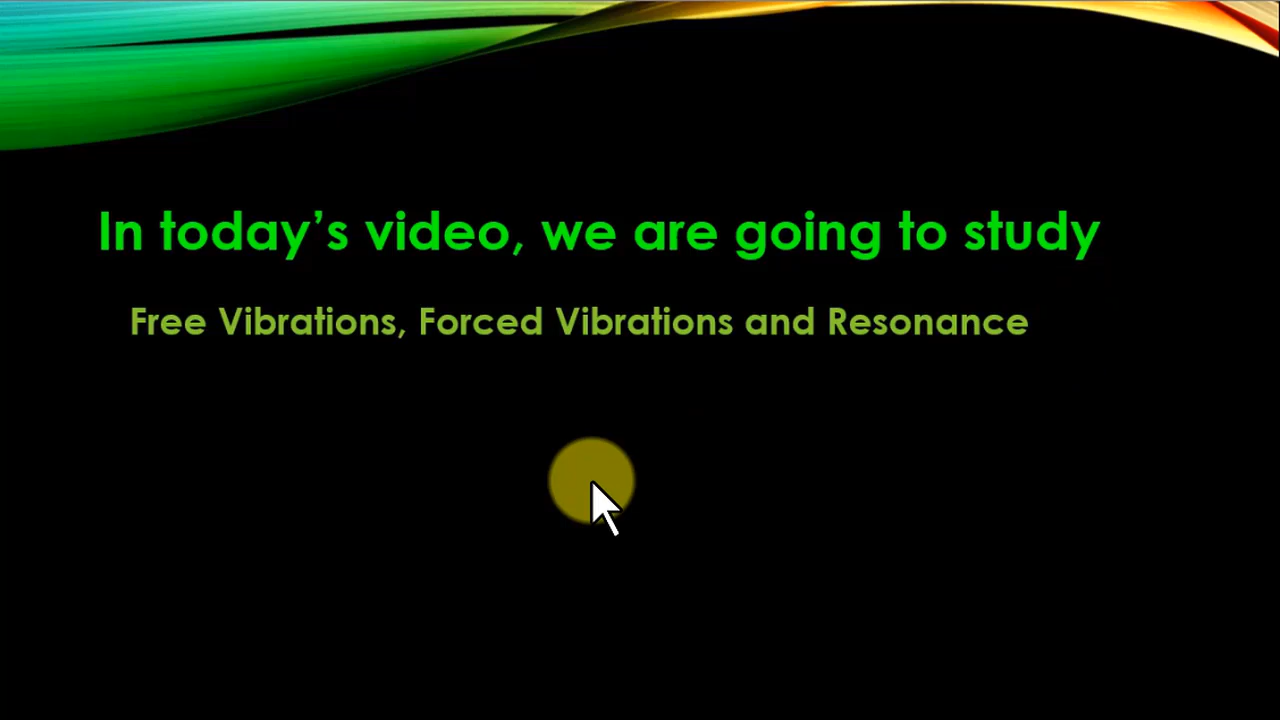 In today’s video, we are going to study
Free Vibrations, Forced Vibrations and Resonance